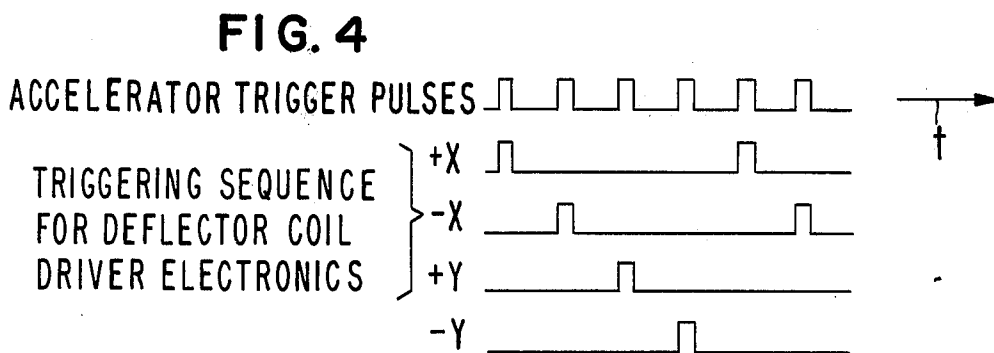 FIG. 4
ACCELERATOR TRIGGER PULSES
t
+X
TRIGGERING SEQUENCE
FOR DEFLECTOR COIL
DRIVER ELECTRONICS
-X
+Y
-Y